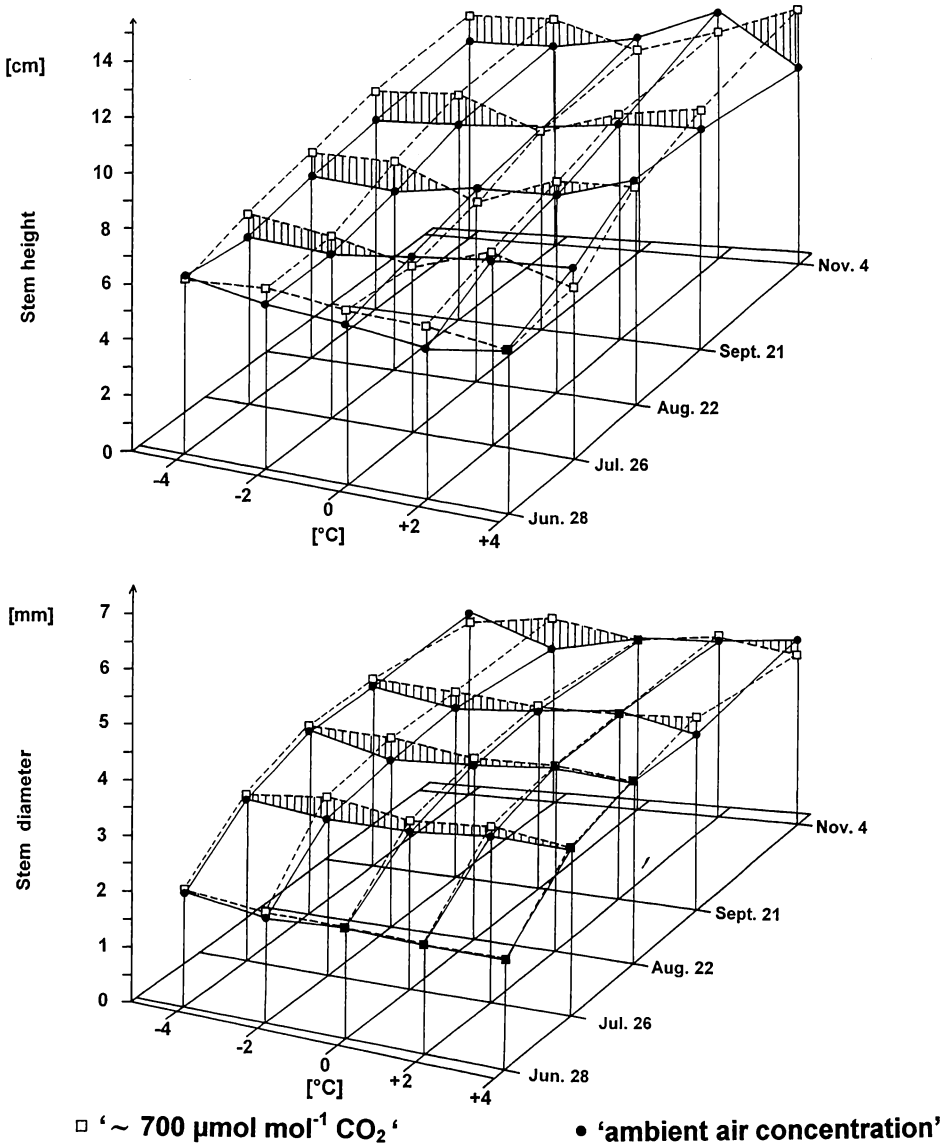 [cm]
14
12
10
8
6
4
2
0
Stem height
-4
-2
0
+2
+4
[°C]
Nov. 4
Sept. 21
Aug. 22
Jul. 26
Jun. 28
[mm]
7
6
5
4
3
2
1
0
Stem diameter
-4
-2
0
+2
+4
[°C]
Nov. 4
Sept. 21
Aug. 22
Jul. 26
Jun. 28
□ ‘~ 700 µmol mol⁻¹ CO₂‘
● ’ambient air concentration’